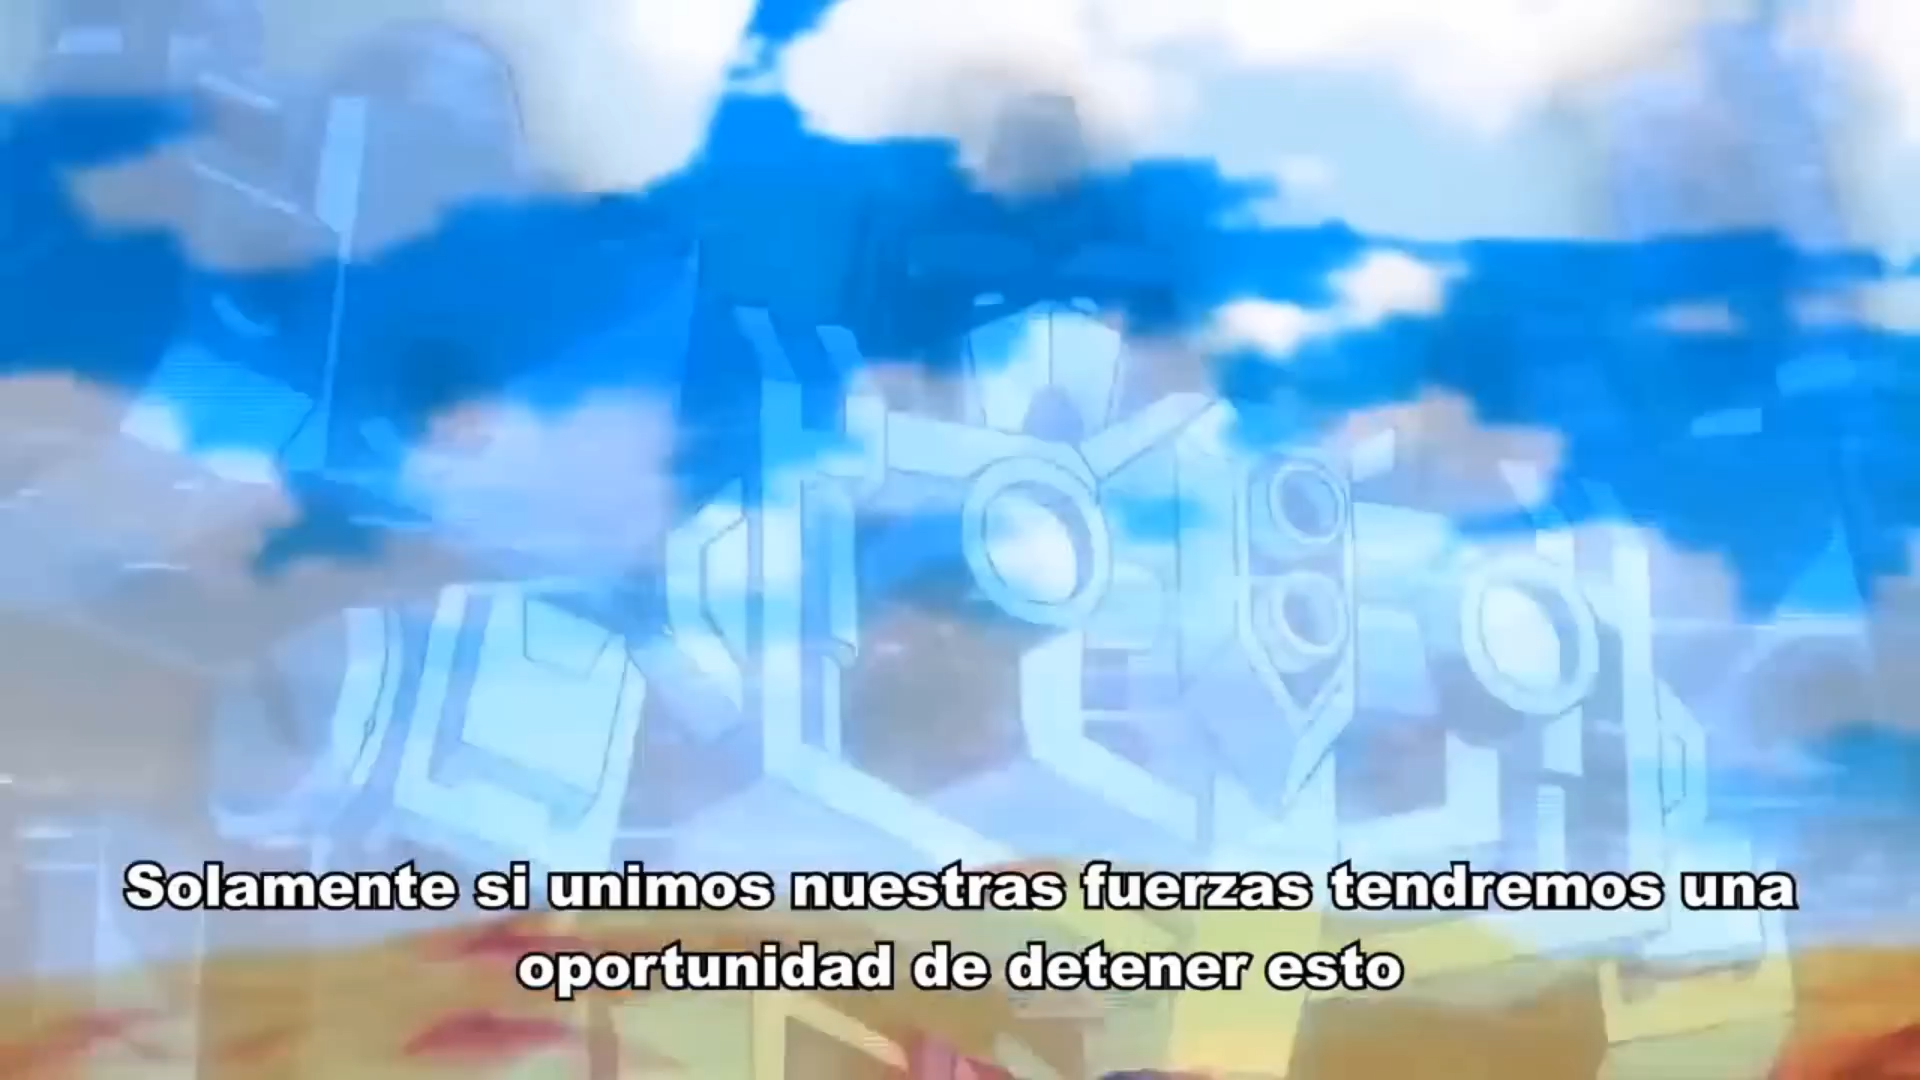 Solamente si unimos nuestras fuerzas tendremos una
oportunidad de detener esto